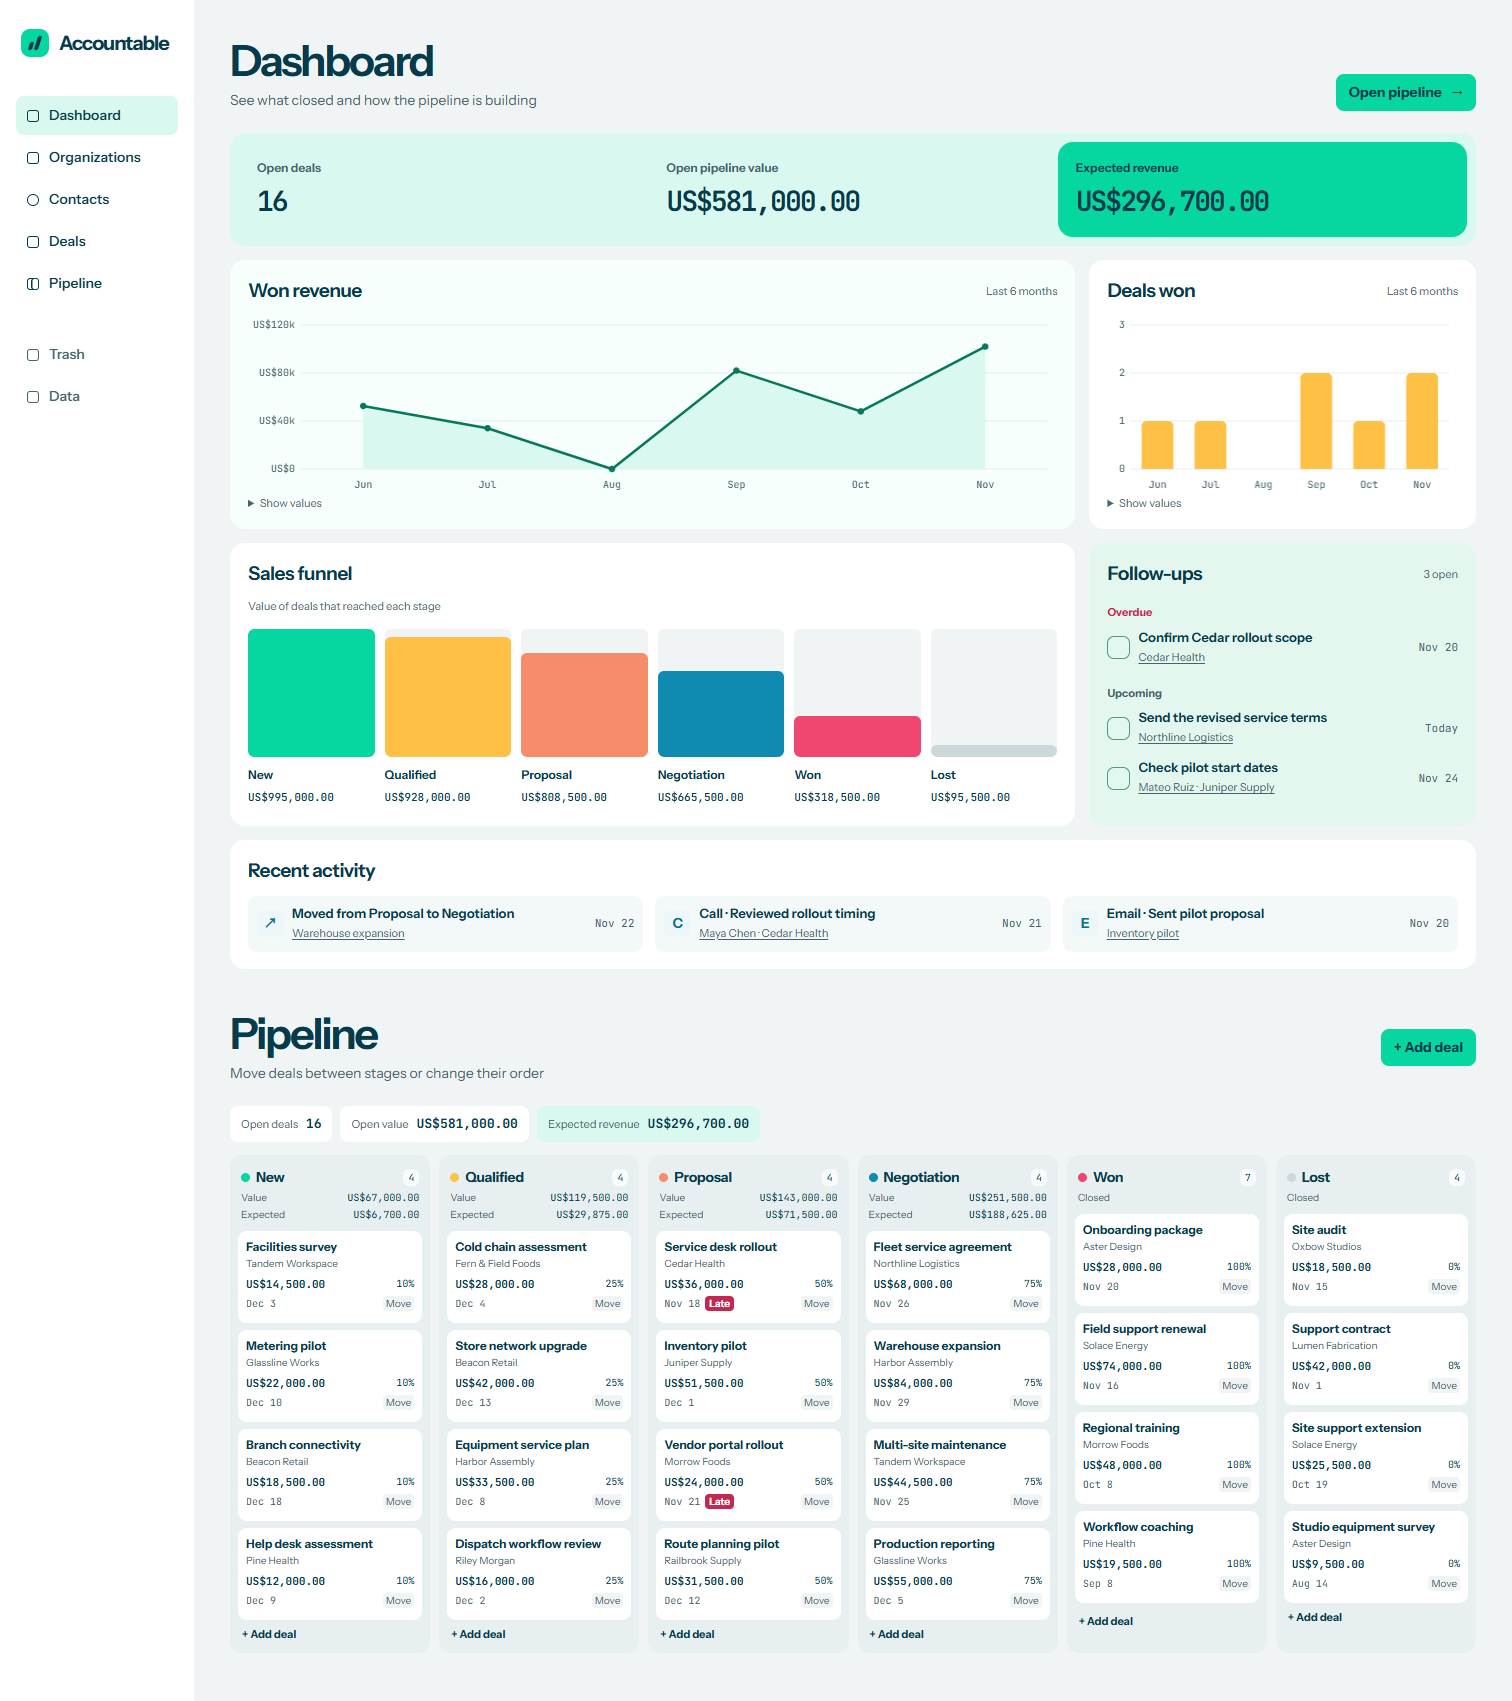 Accountable
Dashboard
Organizations
Contacts
Deals
Pipeline
Trash
Data
Dashboard
See what closed and how the pipeline is building
Open pipeline →
Open deals
16
Open pipeline value
US$581,000.00
Expected revenue
US$296,700.00
Won revenue
Last 6 months
US$120k
US$80k
US$40k
US$0
Jun Jul Aug Sep Oct Nov
▶ Show values
Deals won
Last 6 months
3
2
1
0
Jun Jul Aug Sep Oct Nov
▶ Show values
Sales funnel
Value of deals that reached each stage
New Qualified Proposal Negotiation Won Lost
US$995,000.00 US$928,000.00 US$808,500.00 US$665,500.00 US$318,500.00 US$95,500.00
Follow-ups
3 open
Overdue
Confirm Cedar rollout scope
Cedar Health
Nov 20
Upcoming
Send the revised service terms
Northline Logistics
Today
Check pilot start dates
Mateo Ruiz · Juniper Supply
Nov 24
Recent activity
↗ Moved from Proposal to Negotiation
Warehouse expansion
Nov 22
C Call · Reviewed rollout timing
Maya Chen · Cedar Health
Nov 21
E Email · Sent pilot proposal
Inventory pilot
Nov 20
Pipeline
Move deals between stages or change their order
+ Add deal
Open deals 16
Open value US$581,000.00
Expected revenue US$296,700.00
New 4
Value US$67,000.00
Expected US$6,700.00
Facilities survey
Tandem Workspace
US$14,500.00 10%
Dec 3 Move
Metering pilot
Glassline Works
US$22,000.00 10%
Dec 10 Move
Branch connectivity
Beacon Retail
US$18,500.00 10%
Dec 18 Move
Help desk assessment
Pine Health
US$12,000.00 10%
Dec 9 Move
+ Add deal
Qualified 4
Value US$119,500.00
Expected US$29,875.00
Cold chain assessment
Fern & Field Foods
US$28,000.00 25%
Dec 4 Move
Store network upgrade
Beacon Retail
US$42,000.00 25%
Dec 13 Move
Equipment service plan
Harbor Assembly
US$33,500.00 25%
Dec 8 Move
Dispatch workflow review
Riley Morgan
US$16,000.00 25%
Dec 2 Move
+ Add deal
Proposal 4
Value US$143,000.00
Expected US$71,500.00
Service desk rollout
Cedar Health
US$36,000.00 50%
Nov 18 Late Move
Inventory pilot
Juniper Supply
US$51,500.00 50%
Dec 1 Move
Vendor portal rollout
Morrow Foods
US$24,000.00 50%
Nov 21 Late Move
Route planning pilot
Railbrook Supply
US$31,500.00 50%
Dec 12 Move
+ Add deal
Negotiation 4
Value US$251,500.00
Expected US$188,625.00
Fleet service agreement
Northline Logistics
US$68,000.00 75%
Nov 26 Move
Warehouse expansion
Harbor Assembly
US$84,000.00 75%
Nov 29 Move
Multi-site maintenance
Tandem Workspace
US$44,500.00 75%
Nov 25 Move
Production reporting
Glassline Works
US$55,000.00 75%
Dec 5 Move
+ Add deal
Won 7
Closed
Onboarding package
Aster Design
US$28,000.00 100%
Nov 20 Move
Field support renewal
Solace Energy
US$74,000.00 100%
Nov 16 Move
Regional training
Morrow Foods
US$48,000.00 100%
Oct 8 Move
Workflow coaching
Pine Health
US$19,500.00 100%
Sep 8 Move
+ Add deal
Lost 4
Closed
Site audit
Oxbow Studios
US$18,500.00 0%
Nov 15 Move
Support contract
Lumen Fabrication
US$42,000.00 0%
Nov 1 Move
Site support extension
Solace Energy
US$25,500.00 0%
Oct 19 Move
Studio equipment survey
Aster Design
US$9,500.00 0%
Aug 14 Move
+ Add deal